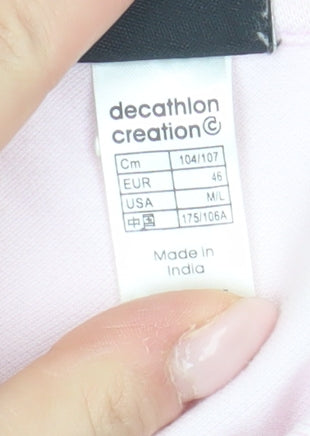 decathlon
creation©
Cm 104/107
EUR 46
USA M/L
中国 175/106A
Made in
India